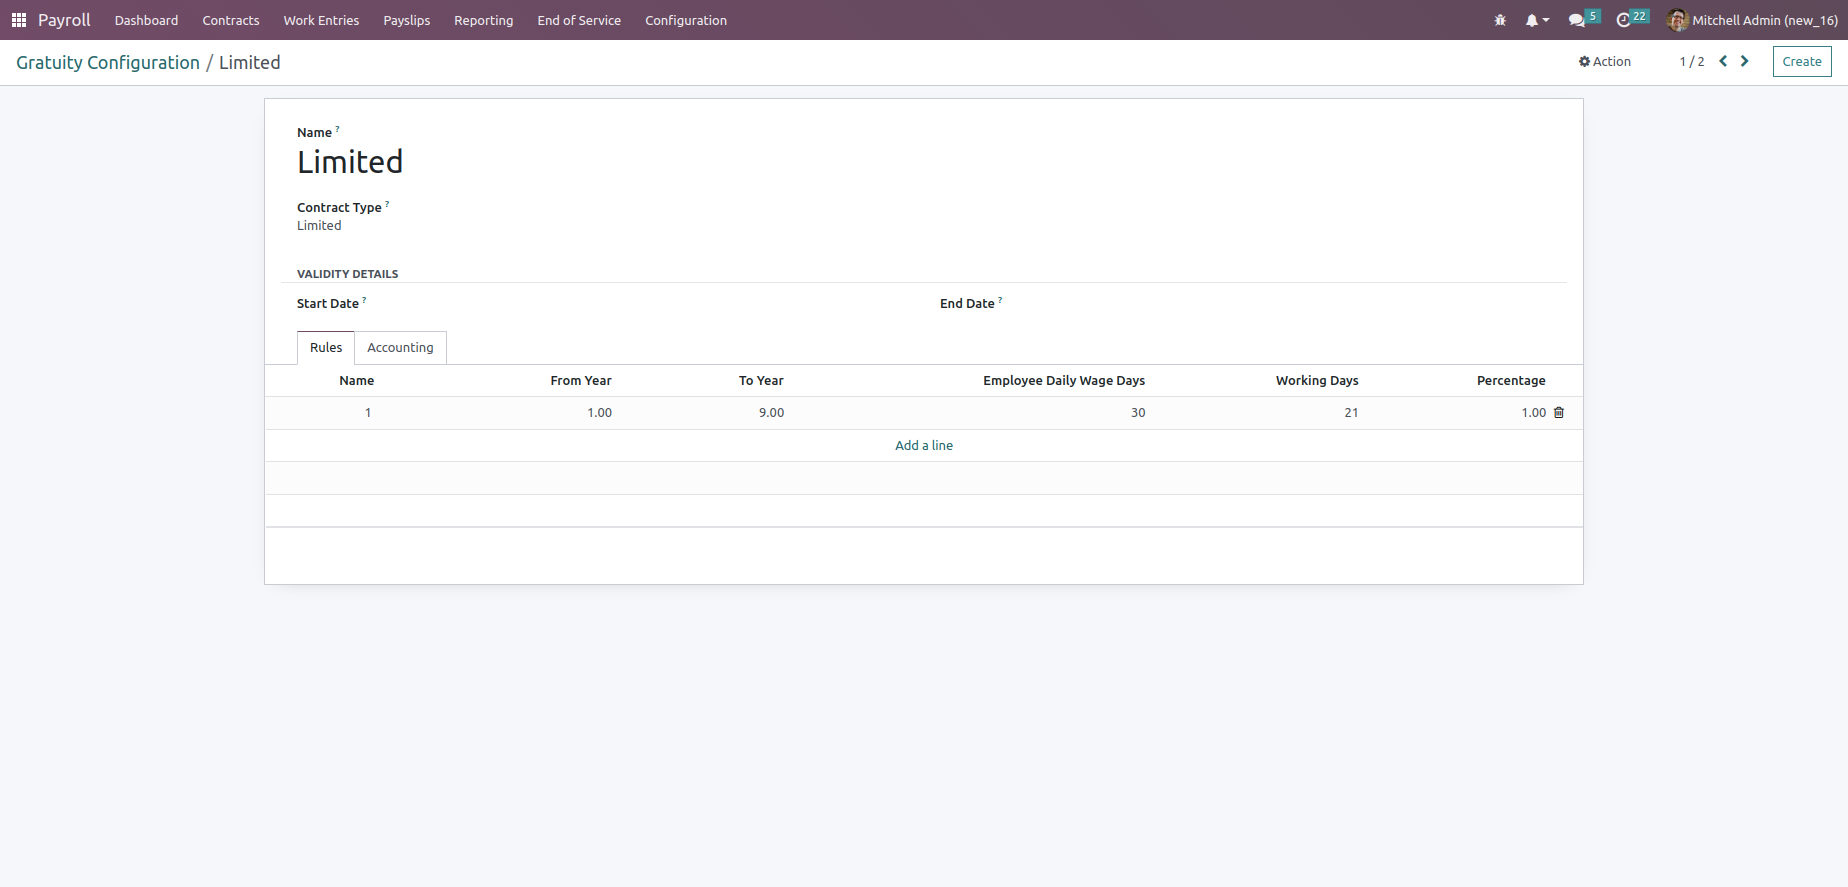 Payroll Dashboard Contracts Work Entries Payslips Reporting End of Service Configuration 5 22 Mitchell Admin (new_16)
Gratuity Configuration / Limited Action 1 / 2 Create
Name ?
Limited
Contract Type ?
Limited
VALIDITY DETAILS
Start Date ? End Date ?
Rules Accounting
Name From Year To Year Employee Daily Wage Days Working Days Percentage
1 1.00 9.00 30 21 1.00
Add a line